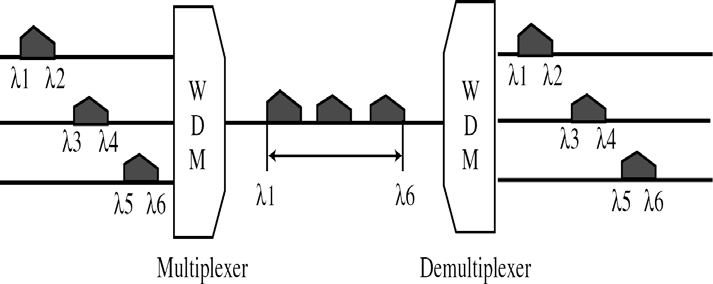 λ1 λ2
λ3 λ4
λ5 λ6
W
D
M
Multiplexer
λ1 λ6
W
D
M
Demultiplexer
λ1 λ2
λ3 λ4
λ5 λ6